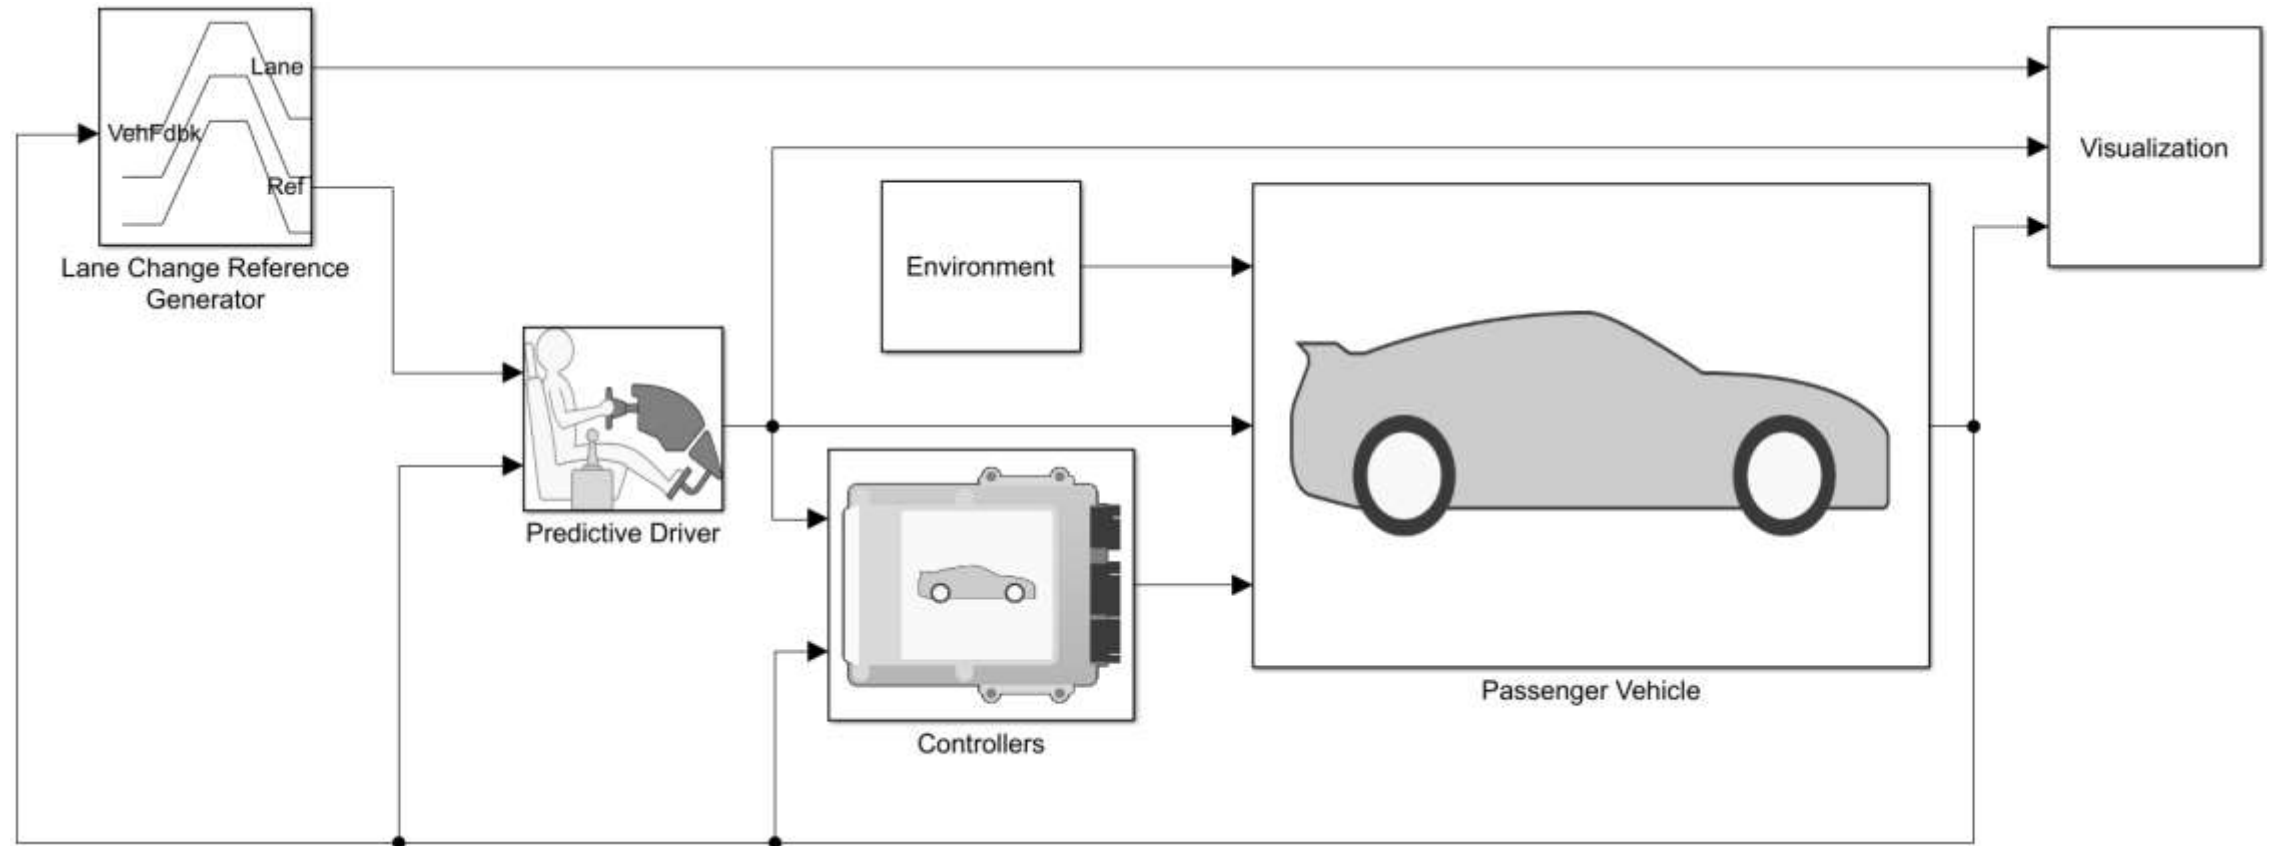 Lane
VehFdbk
Ref
Lane Change Reference
Generator
Visualization
Environment
Predictive Driver
Passenger Vehicle
Controllers